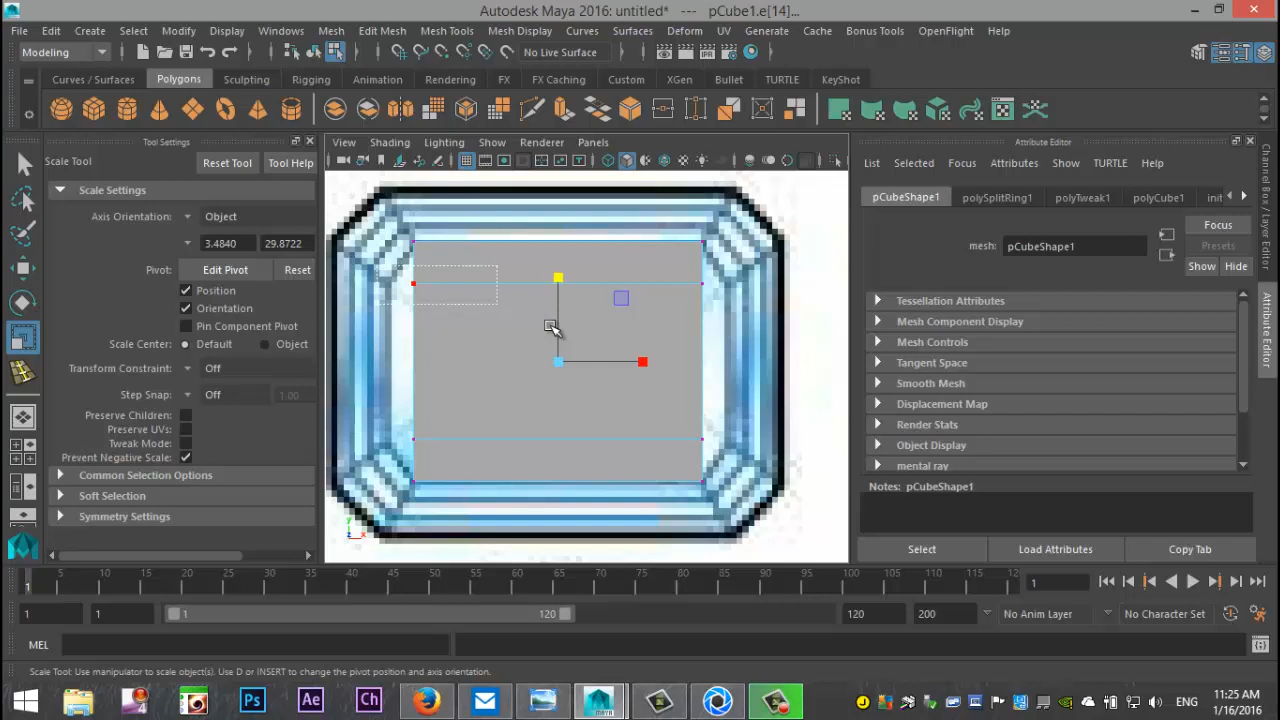 Autodesk Maya 2016: untitled* --- pCube1.e[14]...
File Edit Create Select Modify Display Windows Mesh Edit Mesh Mesh Tools Mesh Display Curves Surfaces Deform UV Generate Cache Bonus Tools OpenFlight Help
Modeling No Live Surface
Curves / Surfaces Polygons Sculpting Rigging Animation Rendering FX FX Caching Custom XGen Bullet TURTLE KeyShot
Tool Settings
Scale Tool Reset Tool Tool Help
Scale Settings
Axis Orientation: Object
3.4840 29.8722
Pivot: Edit Pivot Reset
Position
Orientation
Pin Component Pivot
Scale Center: Default Object
Transform Constraint: Off
Step Snap: Off 1.00
Preserve Children:
Preserve UVs:
Tweak Mode:
Prevent Negative Scale:
Common Selection Options
Soft Selection
Symmetry Settings
View Shading Lighting Show Renderer Panels
y
z x
Attribute Editor
List Selected Focus Attributes Show TURTLE Help
pCubeShape1 polySplitRing1 polyTweak1 polyCube1 init
mesh: pCubeShape1
Focus
Presets
Show Hide
Tessellation Attributes
Mesh Component Display
Mesh Controls
Tangent Space
Smooth Mesh
Displacement Map
Render Stats
Object Display
mental ray
Notes: pCubeShape1
Select Load Attributes Copy Tab
Channel Box / Layer Editor
Attribute Editor
1 5 10 15 20 25 30 35 40 45 50 55 60 65 70 75 80 85 90 95 100 105 110 115 12 1
1 1 1 120 120 200 No Anim Layer No Character Set
MEL
Scale Tool: Use manipulator to scale object(s). Use D or INSERT to change the pivot position and axis orientation.
Ps Ae Ch MAYA ENG
11:25 AM
1/16/2016